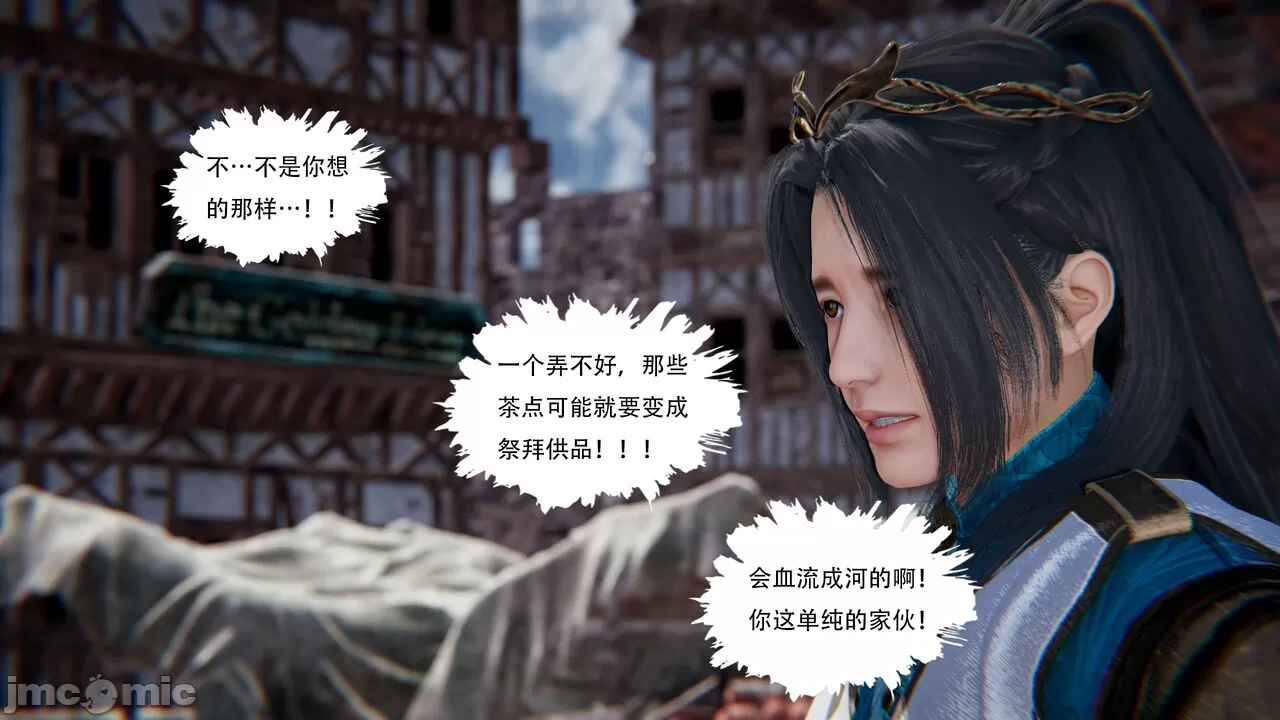 不…不是你想
的那样…！！
The Golden
一个弄不好，那些
茶点可能就要变成
祭拜供品！！！
会血流成河的啊！
你这单纯的家伙！
jmcomic